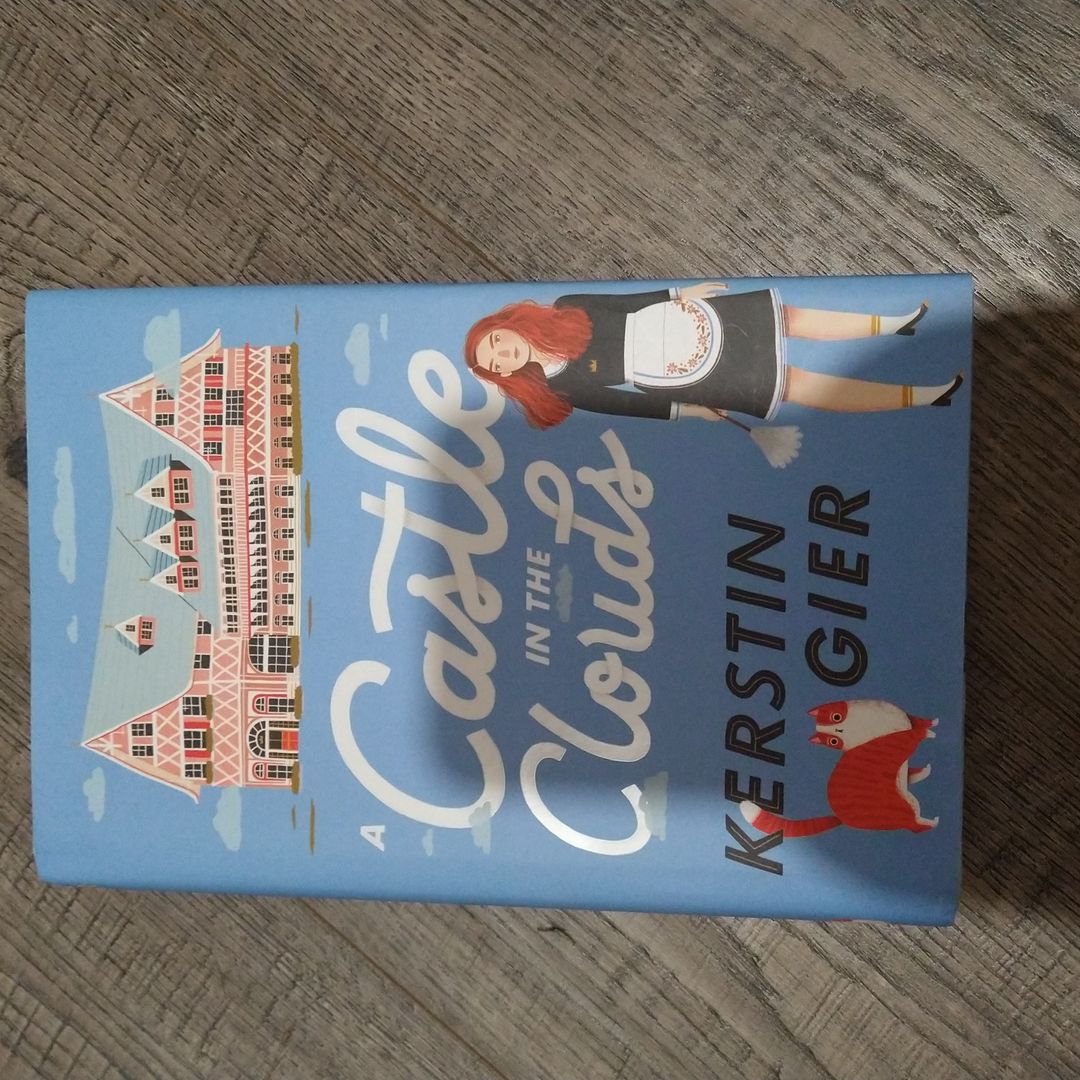 A
Castle
IN THE
Clouds
KERSTIN
GIER